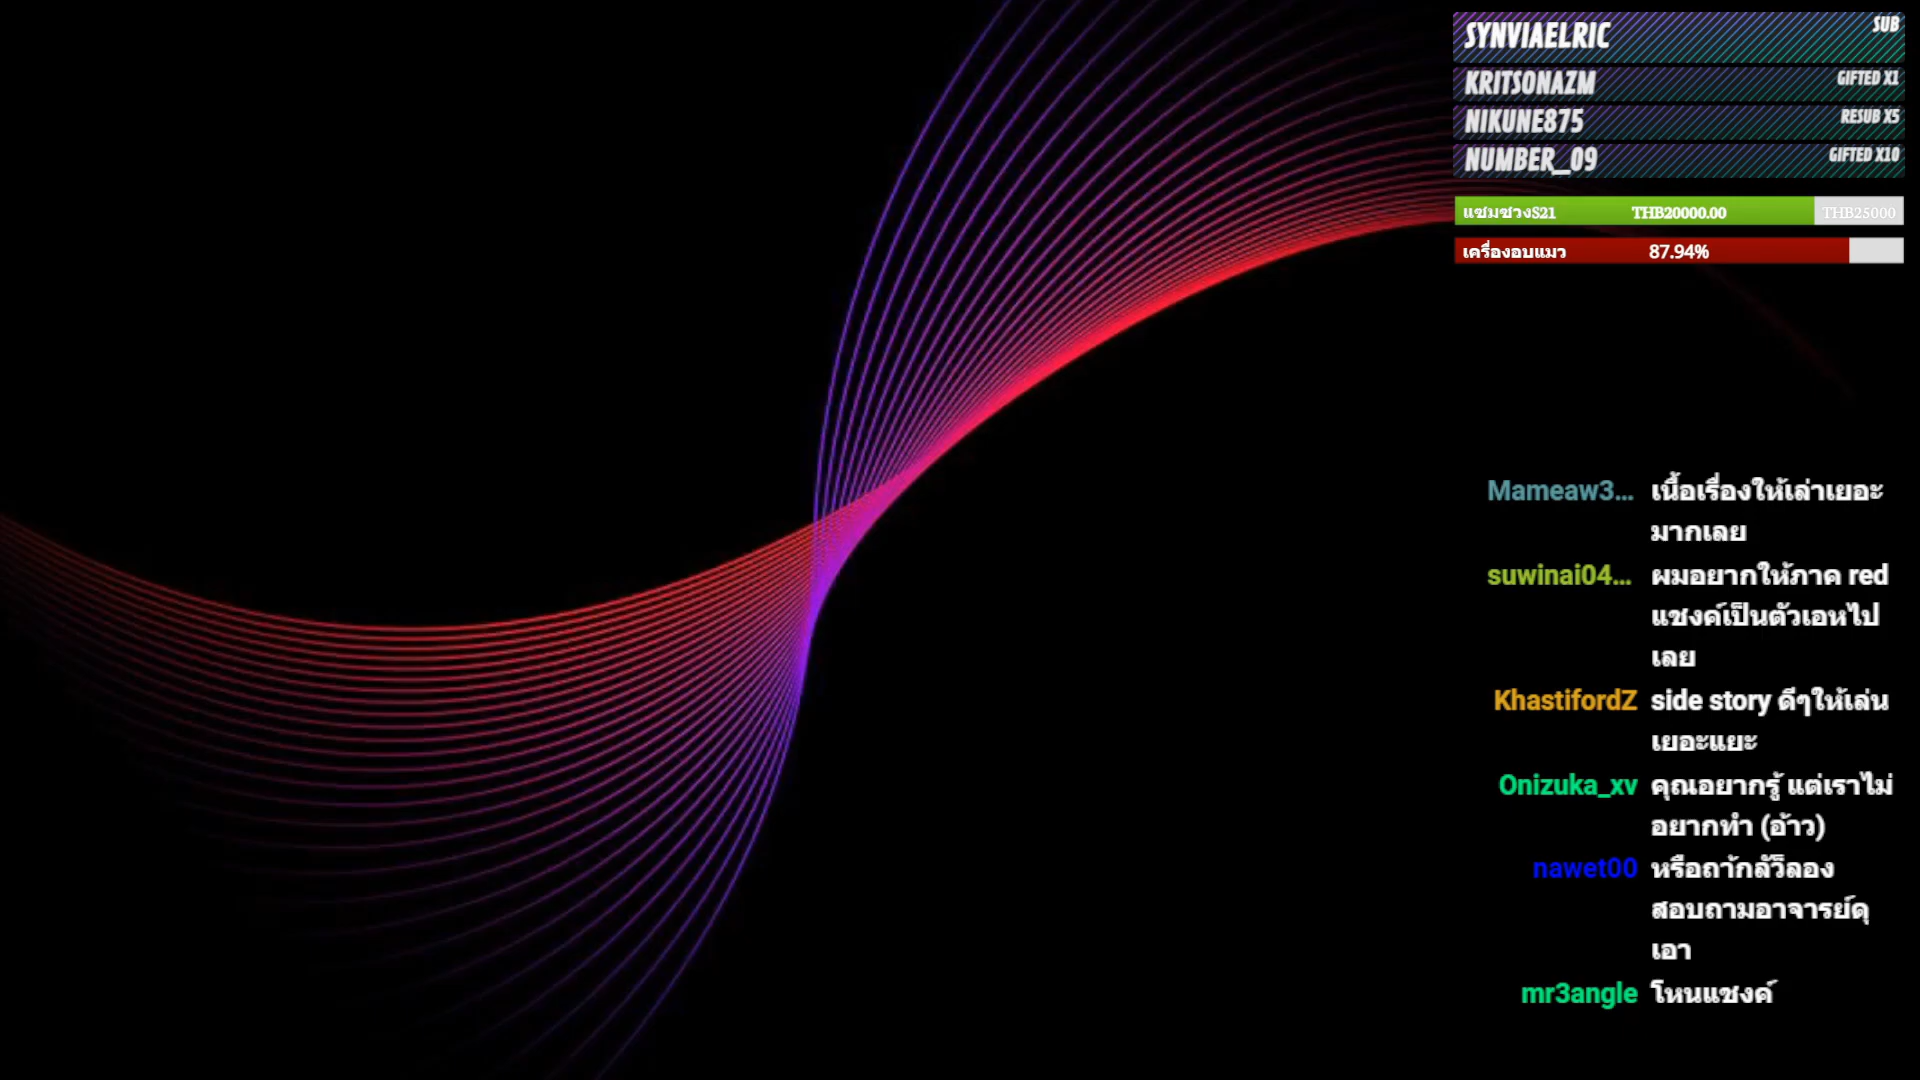 SYNVIAELRIC SUB
KRITSONAZM GIFTED X1
NIKUNE875 RESUB X5
NUMBER_09 GIFTED X10
แชมชวงS21 THB20000.00 THB25000
เครื่องอบแมว 87.94%
Mameaw3... เนื้อเรื่องให้เล่าเยอะ
มากเลย
suwinai04... ผมอยากให้ภาค red
แชงค์เป็นตัวเอหไป
เลย
KhastifordZ side story ดีๆให้เล่น
เยอะแยะ
Onizuka_xv คุณอยากรู้ แต่เราไม่
อยากทำ (อ้าว)
nawet00 หรือถ้ากลัวลอง
สอบถามอาจารย์ดุ
เอา
mr3angle โหนแชงค์